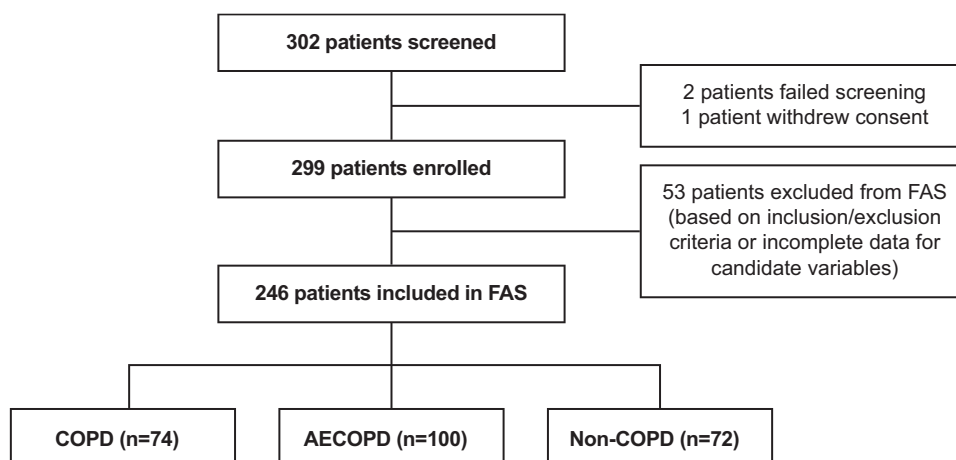 302 patients screened
2 patients failed screening
1 patient withdrew consent
299 patients enrolled
53 patients excluded from FAS
(based on inclusion/exclusion
criteria or incomplete data for
candidate variables)
246 patients included in FAS
COPD (n=74)
AECOPD (n=100)
Non-COPD (n=72)